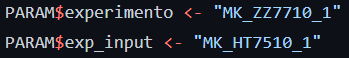 PARAM$experimento <- "MK_ZZ7710_1"
PARAM$exp_input <- "MK_HT7510_1"